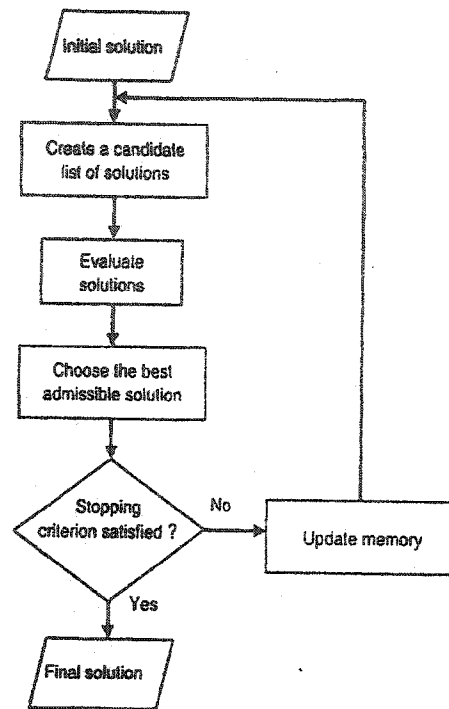 Initial solution
Create a candidate
list of solutions
Evaluate
solutions
Choose the best
admissible solution
Stopping
criterion satisfied ?
No
Update memory
Yes
Final solution